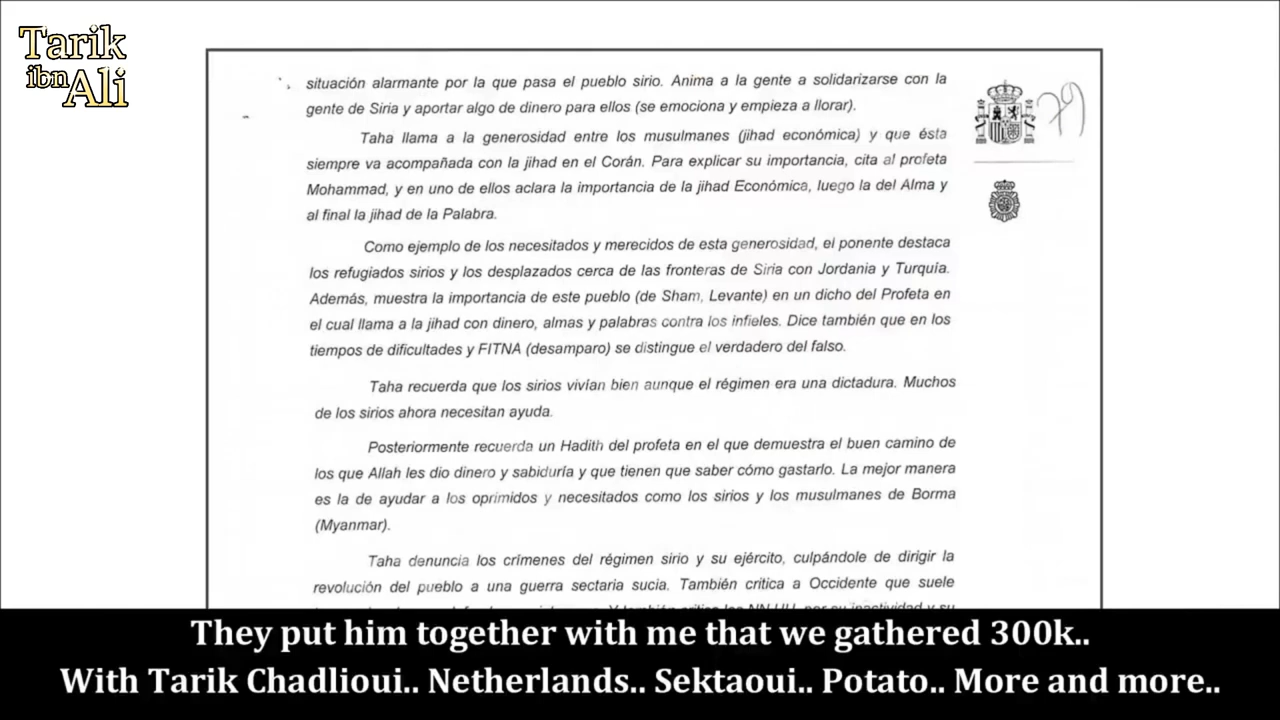 Tarik
ibn
Ali
situación alarmante por la que pasa el pueblo sirio. Anima a la gente a solidarizarse con la
gente de Siria y aportar algo de dinero para ellos (se emociona y empieza a llorar).
79
Taha llama a la generosidad entre los musulmanes (jihad económica) y que ésta
siempre va acompañada con la jihad en el Corán. Para explicar su importancia, cita al profeta
Mohammad, y en uno de ellos aclara la importancia de la jihad Económica, luego la del Alma y
al final la jihad de la Palabra.
Como ejemplo de los necesitados y merecidos de esta generosidad, el ponente destaca
los refugiados sirios y los desplazados cerca de las fronteras de Siria con Jordania y Turquía.
Además, muestra la importancia de este pueblo (de Sham, Levante) en un dicho del Profeta en
el cual llama a la jihad con dinero, almas y palabras contra los infieles. Dice también que en los
tiempos de dificultades y FITNA (desamparo) se distingue el verdadero del falso.
Taha recuerda que los sirios vivían bien aunque el régimen era una dictadura. Muchos
de los sirios ahora necesitan ayuda.
Posteriormente recuerda un Hadith del profeta en el que demuestra el buen camino de
los que Allah les dio dinero y sabiduría y que tienen que saber cómo gastarlo. La mejor manera
es la de ayudar a los oprimidos y necesitados como los sirios y los musulmanes de Borma
(Myanmar).
Taha denuncia los crímenes del régimen sirio y su ejército, culpándole de dirigir la
revolución del pueblo a una guerra sectaria sucia. También crítica a Occidente que suele
They put him together with me that we gathered 300k..
With Tarik Chadlioui.. Netherlands.. Sektaoui.. Potato.. More and more..